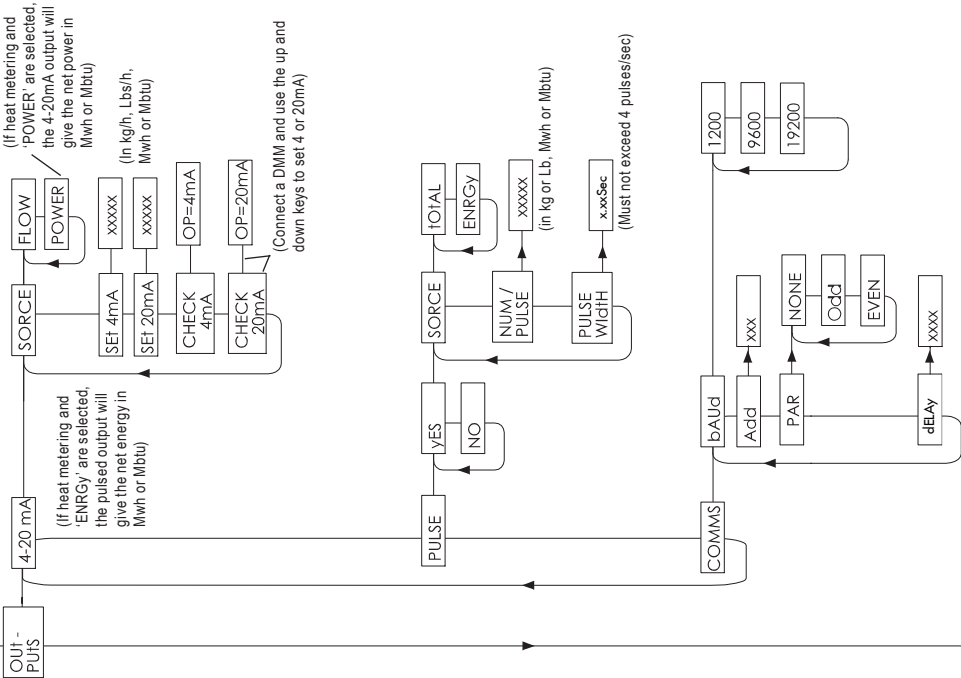 OUt -
PUtS
4-20 mA
SORCE
FLOW
POWER
(If heat metering and
'POWER' are selected,
the 4-20mA output will
give the net power in
Mwh or Mbtu)
SEt 4mA
xxxxx
SEt 20mA
xxxxx
(In kg/h, Lbs/h,
Mwh or Mbtu)
CHECK
4mA
OP=4mA
CHECK
20mA
OP=20mA
(Connect a DMM and use the up and
down keys to set 4 or 20mA)
(If heat metering and
'ENRGy' are selected,
the pulsed output will
give the net energy in
Mwh or Mbtu)
PULSE
yES
NO
SORCE
tOtAL
ENRGy
NUM /
PULSE
xxxxx
(in kg or Lb, Mwh or Mbtu)
PULSE
WIdtH
x.xxSec
(Must not exceed 4 pulses/sec)
COMMS
bAUd
1200
9600
19200
Add
xxx
PAR
NONE
Odd
EVEN
dELAy
xxxx